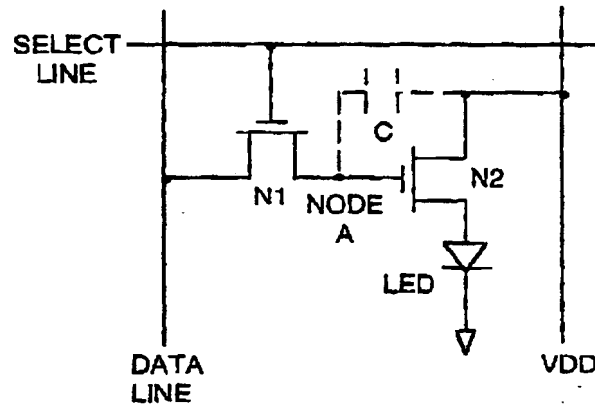 SELECT
LINE
C
N1
NODE
A
N2
LED
DATA
LINE
VDD